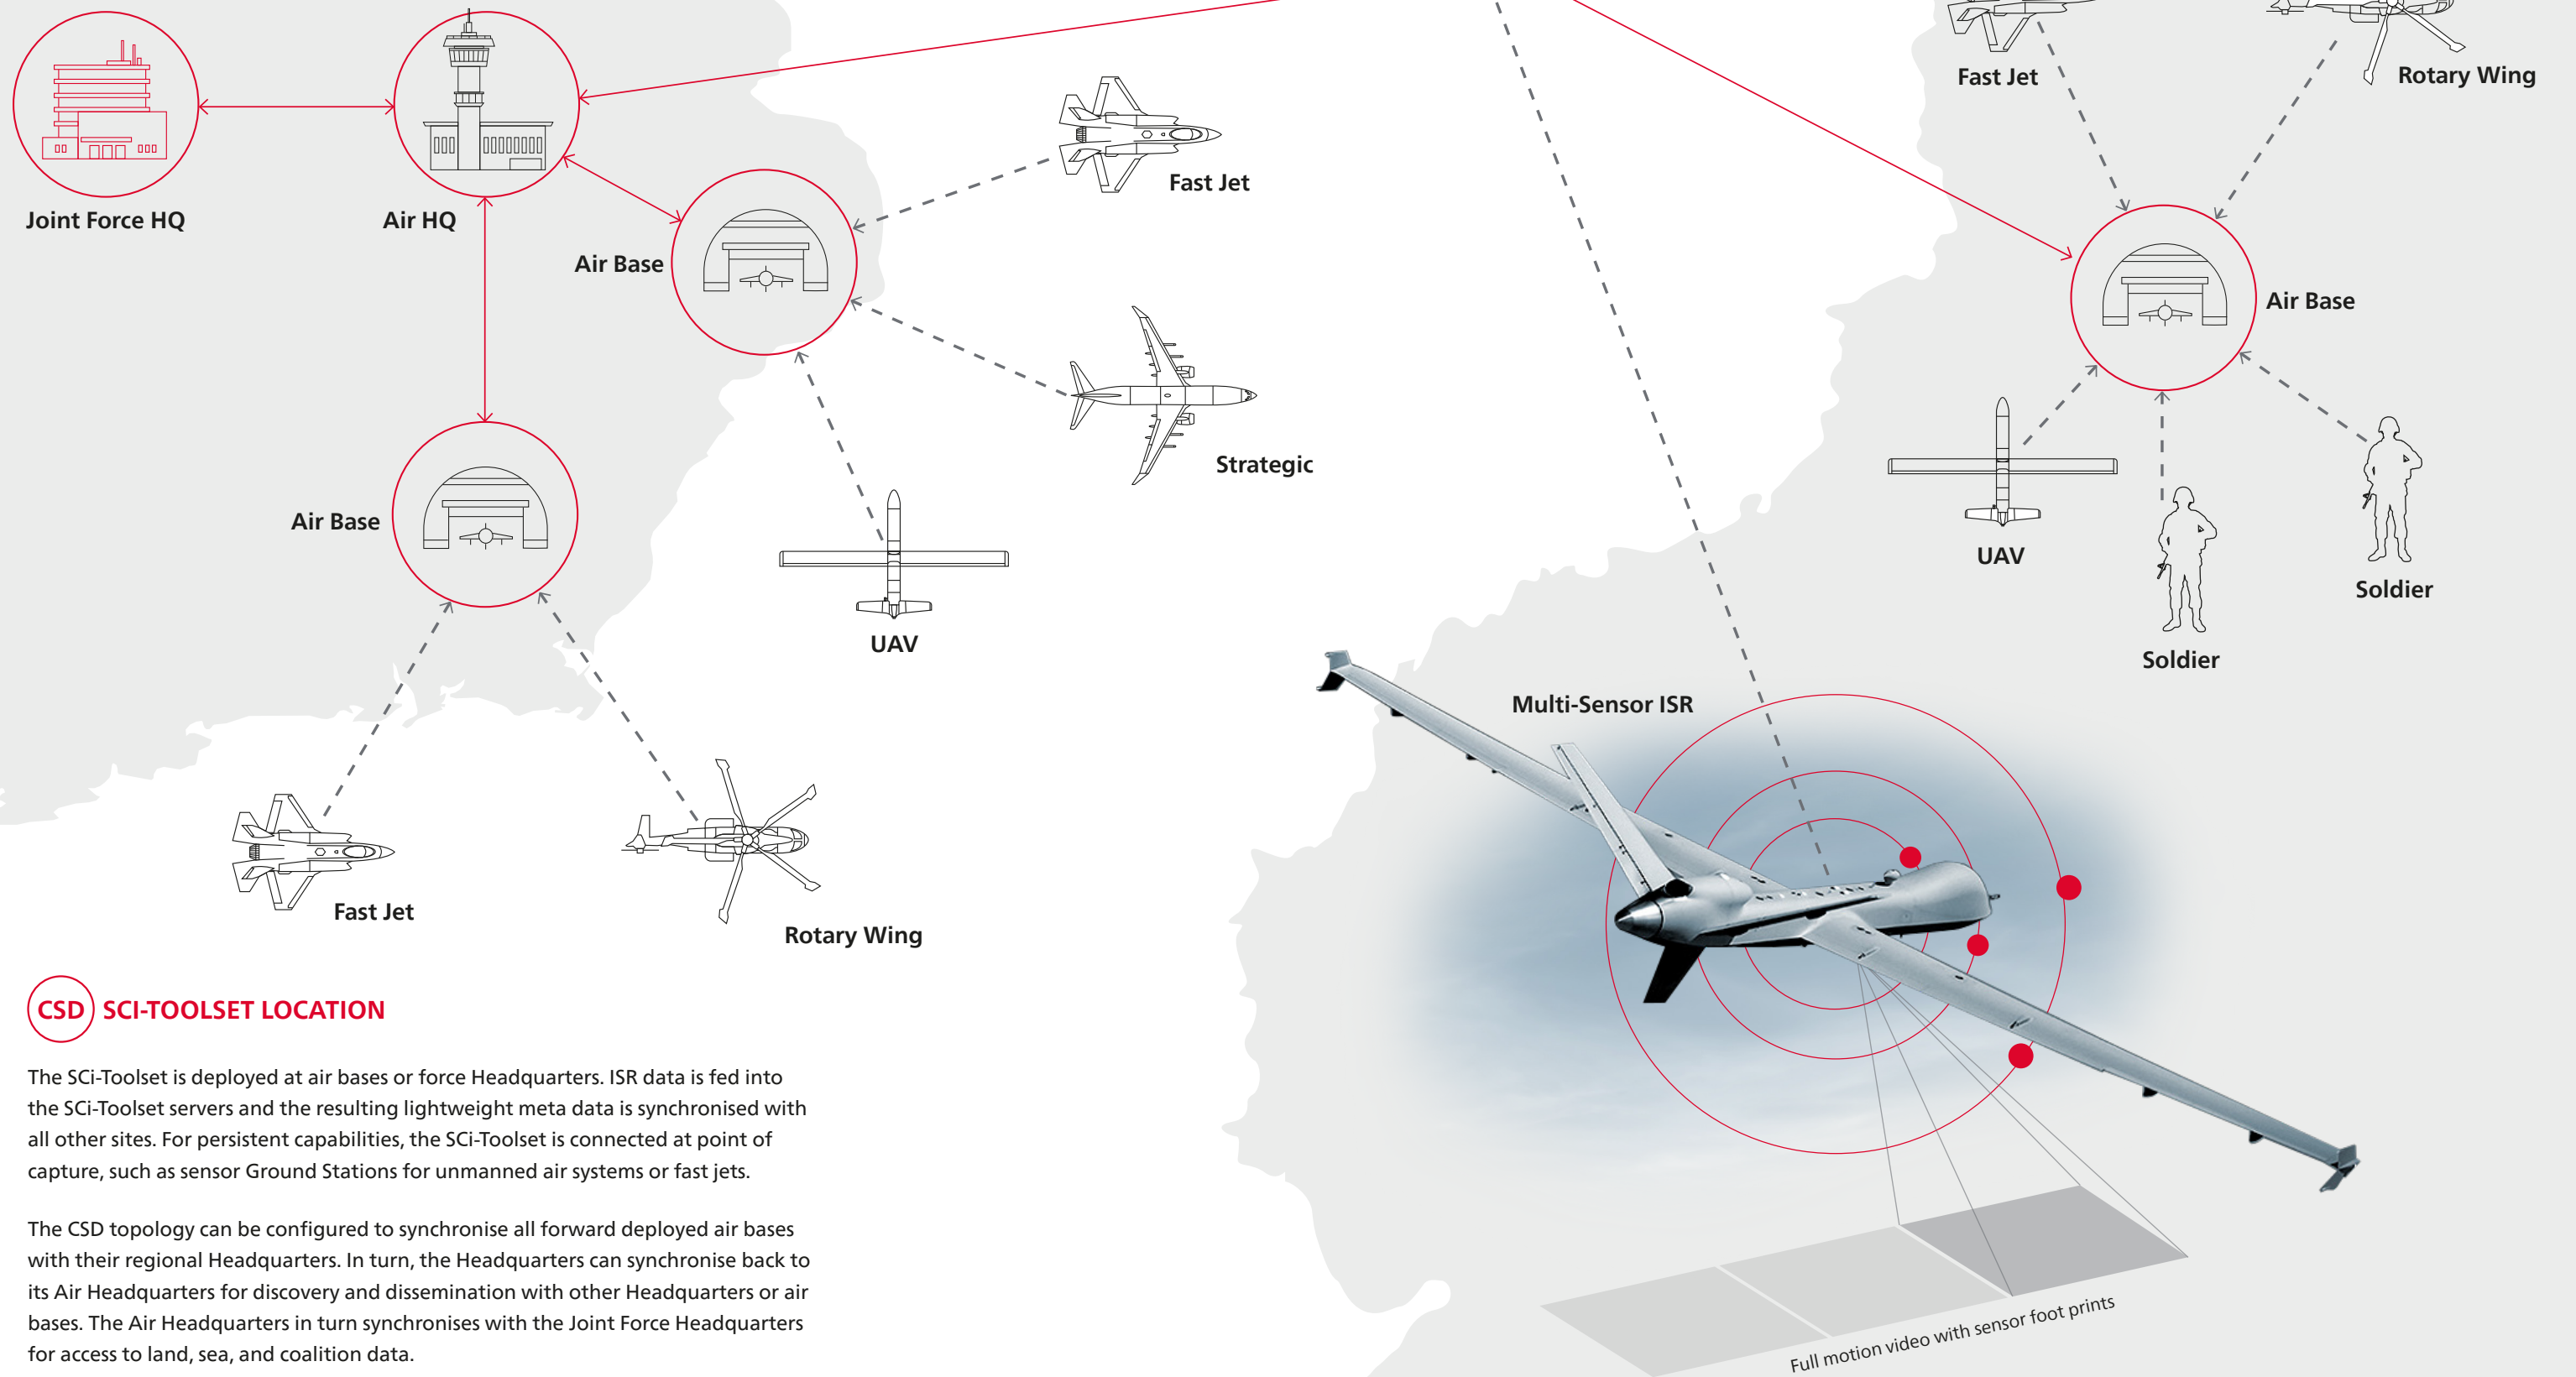 Fast Jet
Rotary Wing
Joint Force HQ
Air HQ
Fast Jet
Air Base
Air Base
Strategic
Air Base
UAV
UAV
Soldier
Soldier
Multi-Sensor ISR
Fast Jet
Rotary Wing
CSD SCI-TOOLSET LOCATION
The SCi-Toolset is deployed at air bases or force Headquarters. ISR data is fed into
the SCi-Toolset servers and the resulting lightweight meta data is synchronised with
all other sites. For persistent capabilities, the SCi-Toolset is connected at point of
capture, such as sensor Ground Stations for unmanned air systems or fast jets.
The CSD topology can be configured to synchronise all forward deployed air bases
with their regional Headquarters. In turn, the Headquarters can synchronise back to
its Air Headquarters for discovery and dissemination with other Headquarters or air
bases. The Air Headquarters in turn synchronises with the Joint Force Headquarters
for access to land, sea, and coalition data.
Full motion video with sensor foot prints